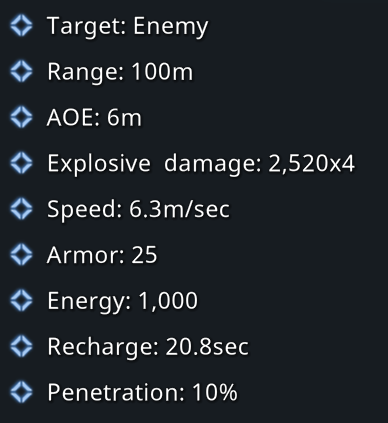 Target: Enemy
Range: 100m
AOE: 6m
Explosive  damage: 2,520x4
Speed: 6.3m/sec
Armor: 25
Energy: 1,000
Recharge: 20.8sec
Penetration: 10%